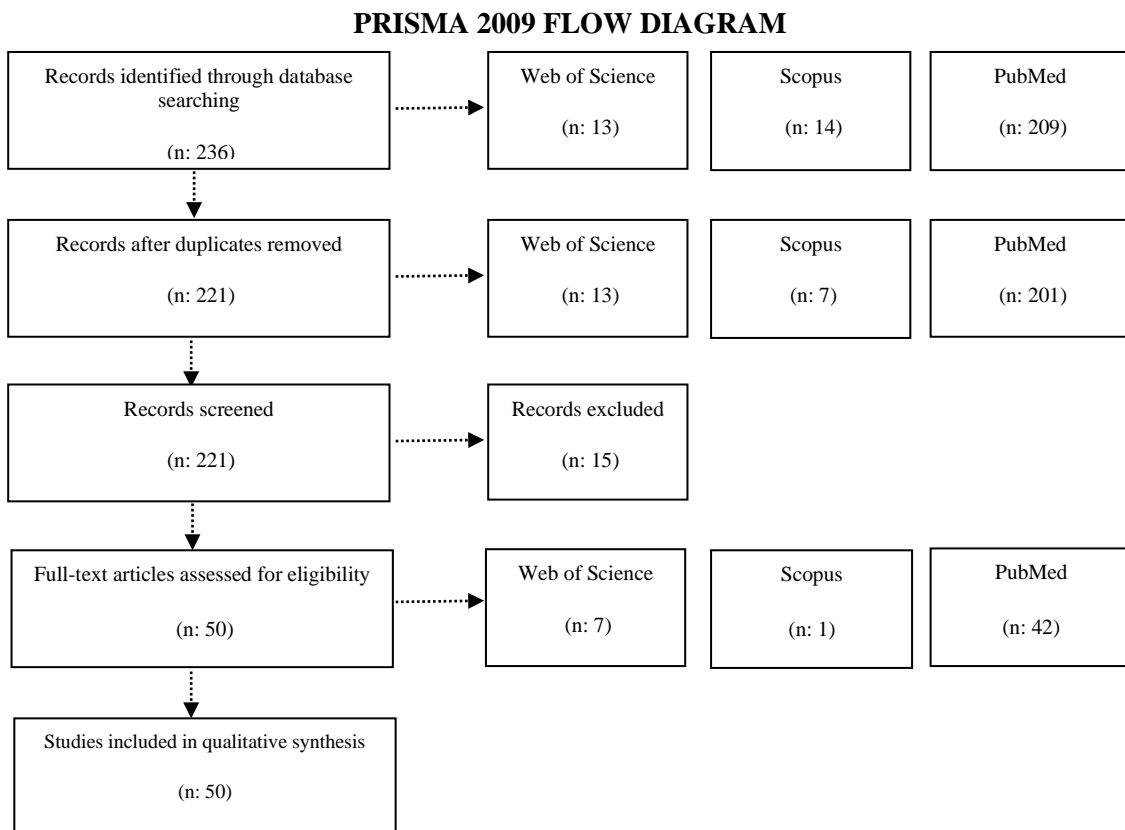 PRISMA 2009 FLOW DIAGRAM
Records identified through database
searching
(n: 236)
Web of Science
(n: 13)
Scopus
(n: 14)
PubMed
(n: 209)
Records after duplicates removed
(n: 221)
Web of Science
(n: 13)
Scopus
(n: 7)
PubMed
(n: 201)
Records screened
(n: 221)
Records excluded
(n: 15)
Full-text articles assessed for eligibility
(n: 50)
Web of Science
(n: 7)
Scopus
(n: 1)
PubMed
(n: 42)
Studies included in qualitative synthesis
(n: 50)